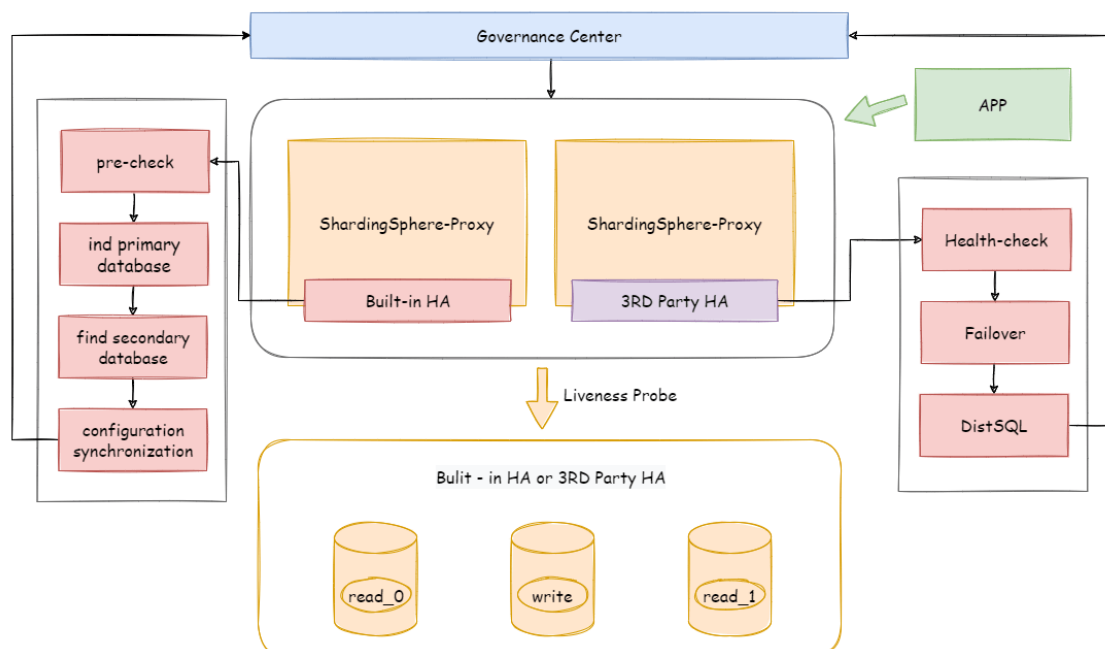 Governance Center
APP
pre-check
ShardingSphere-Proxy
ShardingSphere-Proxy
ind primary
database
Health-check
Built-in HA
3RD Party HA
find secondary
database
Failover
Liveness Probe
configuration
synchronization
DistSQL
Bulit - in HA or 3RD Party HA
read_0
write
read_1